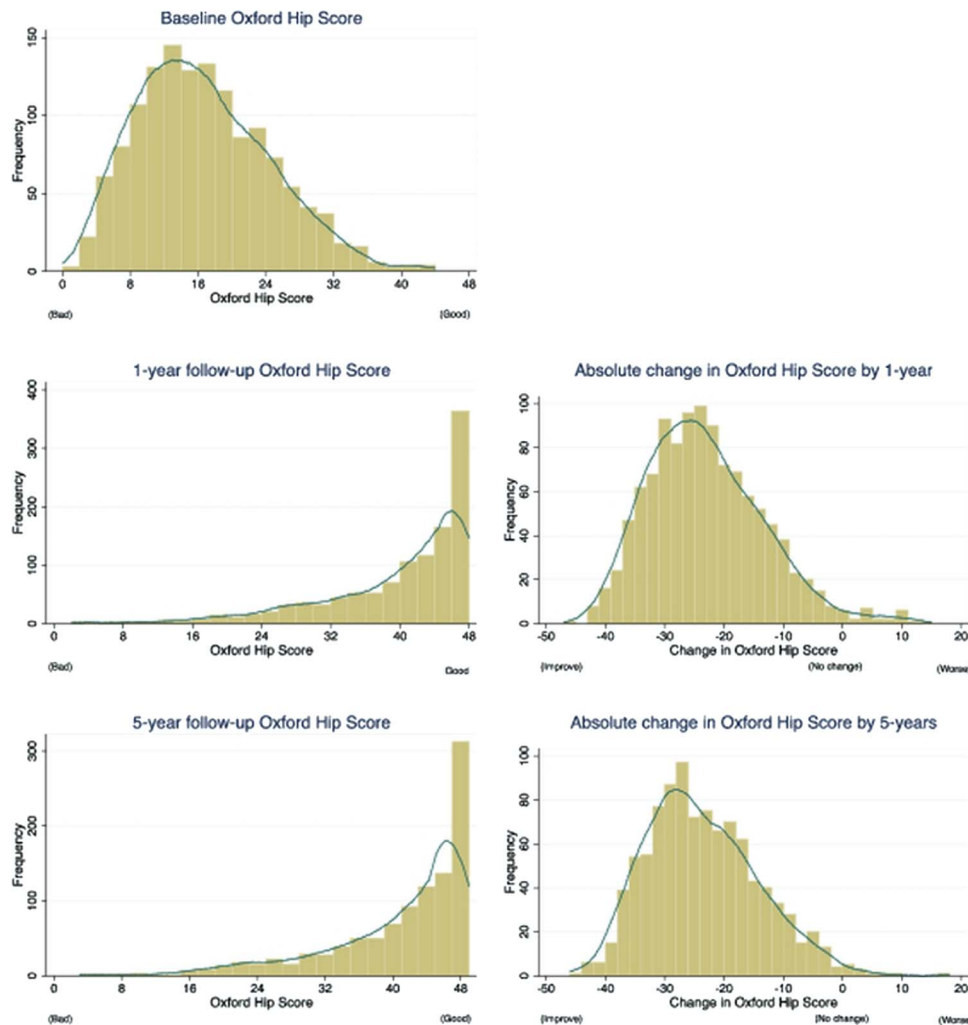 Baseline Oxford Hip Score
150
100
50
0
Frequency
0 8 16 24 32 40 48
Oxford Hip Score
(Bad) (Good)
1-year follow-up Oxford Hip Score
400
300
200
100
0
Frequency
0 8 16 24 32 40 48
Oxford Hip Score
(Bad) Good
Absolute change in Oxford Hip Score by 1-year
100
80
60
40
20
0
Frequency
-50 -40 -30 -20 -10 0 10 20
Change in Oxford Hip Score
(Improve) (No change) (Worse
5-year follow-up Oxford Hip Score
300
200
100
0
Frequency
0 8 16 24 32 40 48
Oxford Hip Score
(Bad) (Good)
Absolute change in Oxford Hip Score by 5-years
100
80
60
40
20
0
Frequency
-50 -40 -30 -20 -10 0 10 20
Change in Oxford Hip Score
(Improve) (No change) (Worse